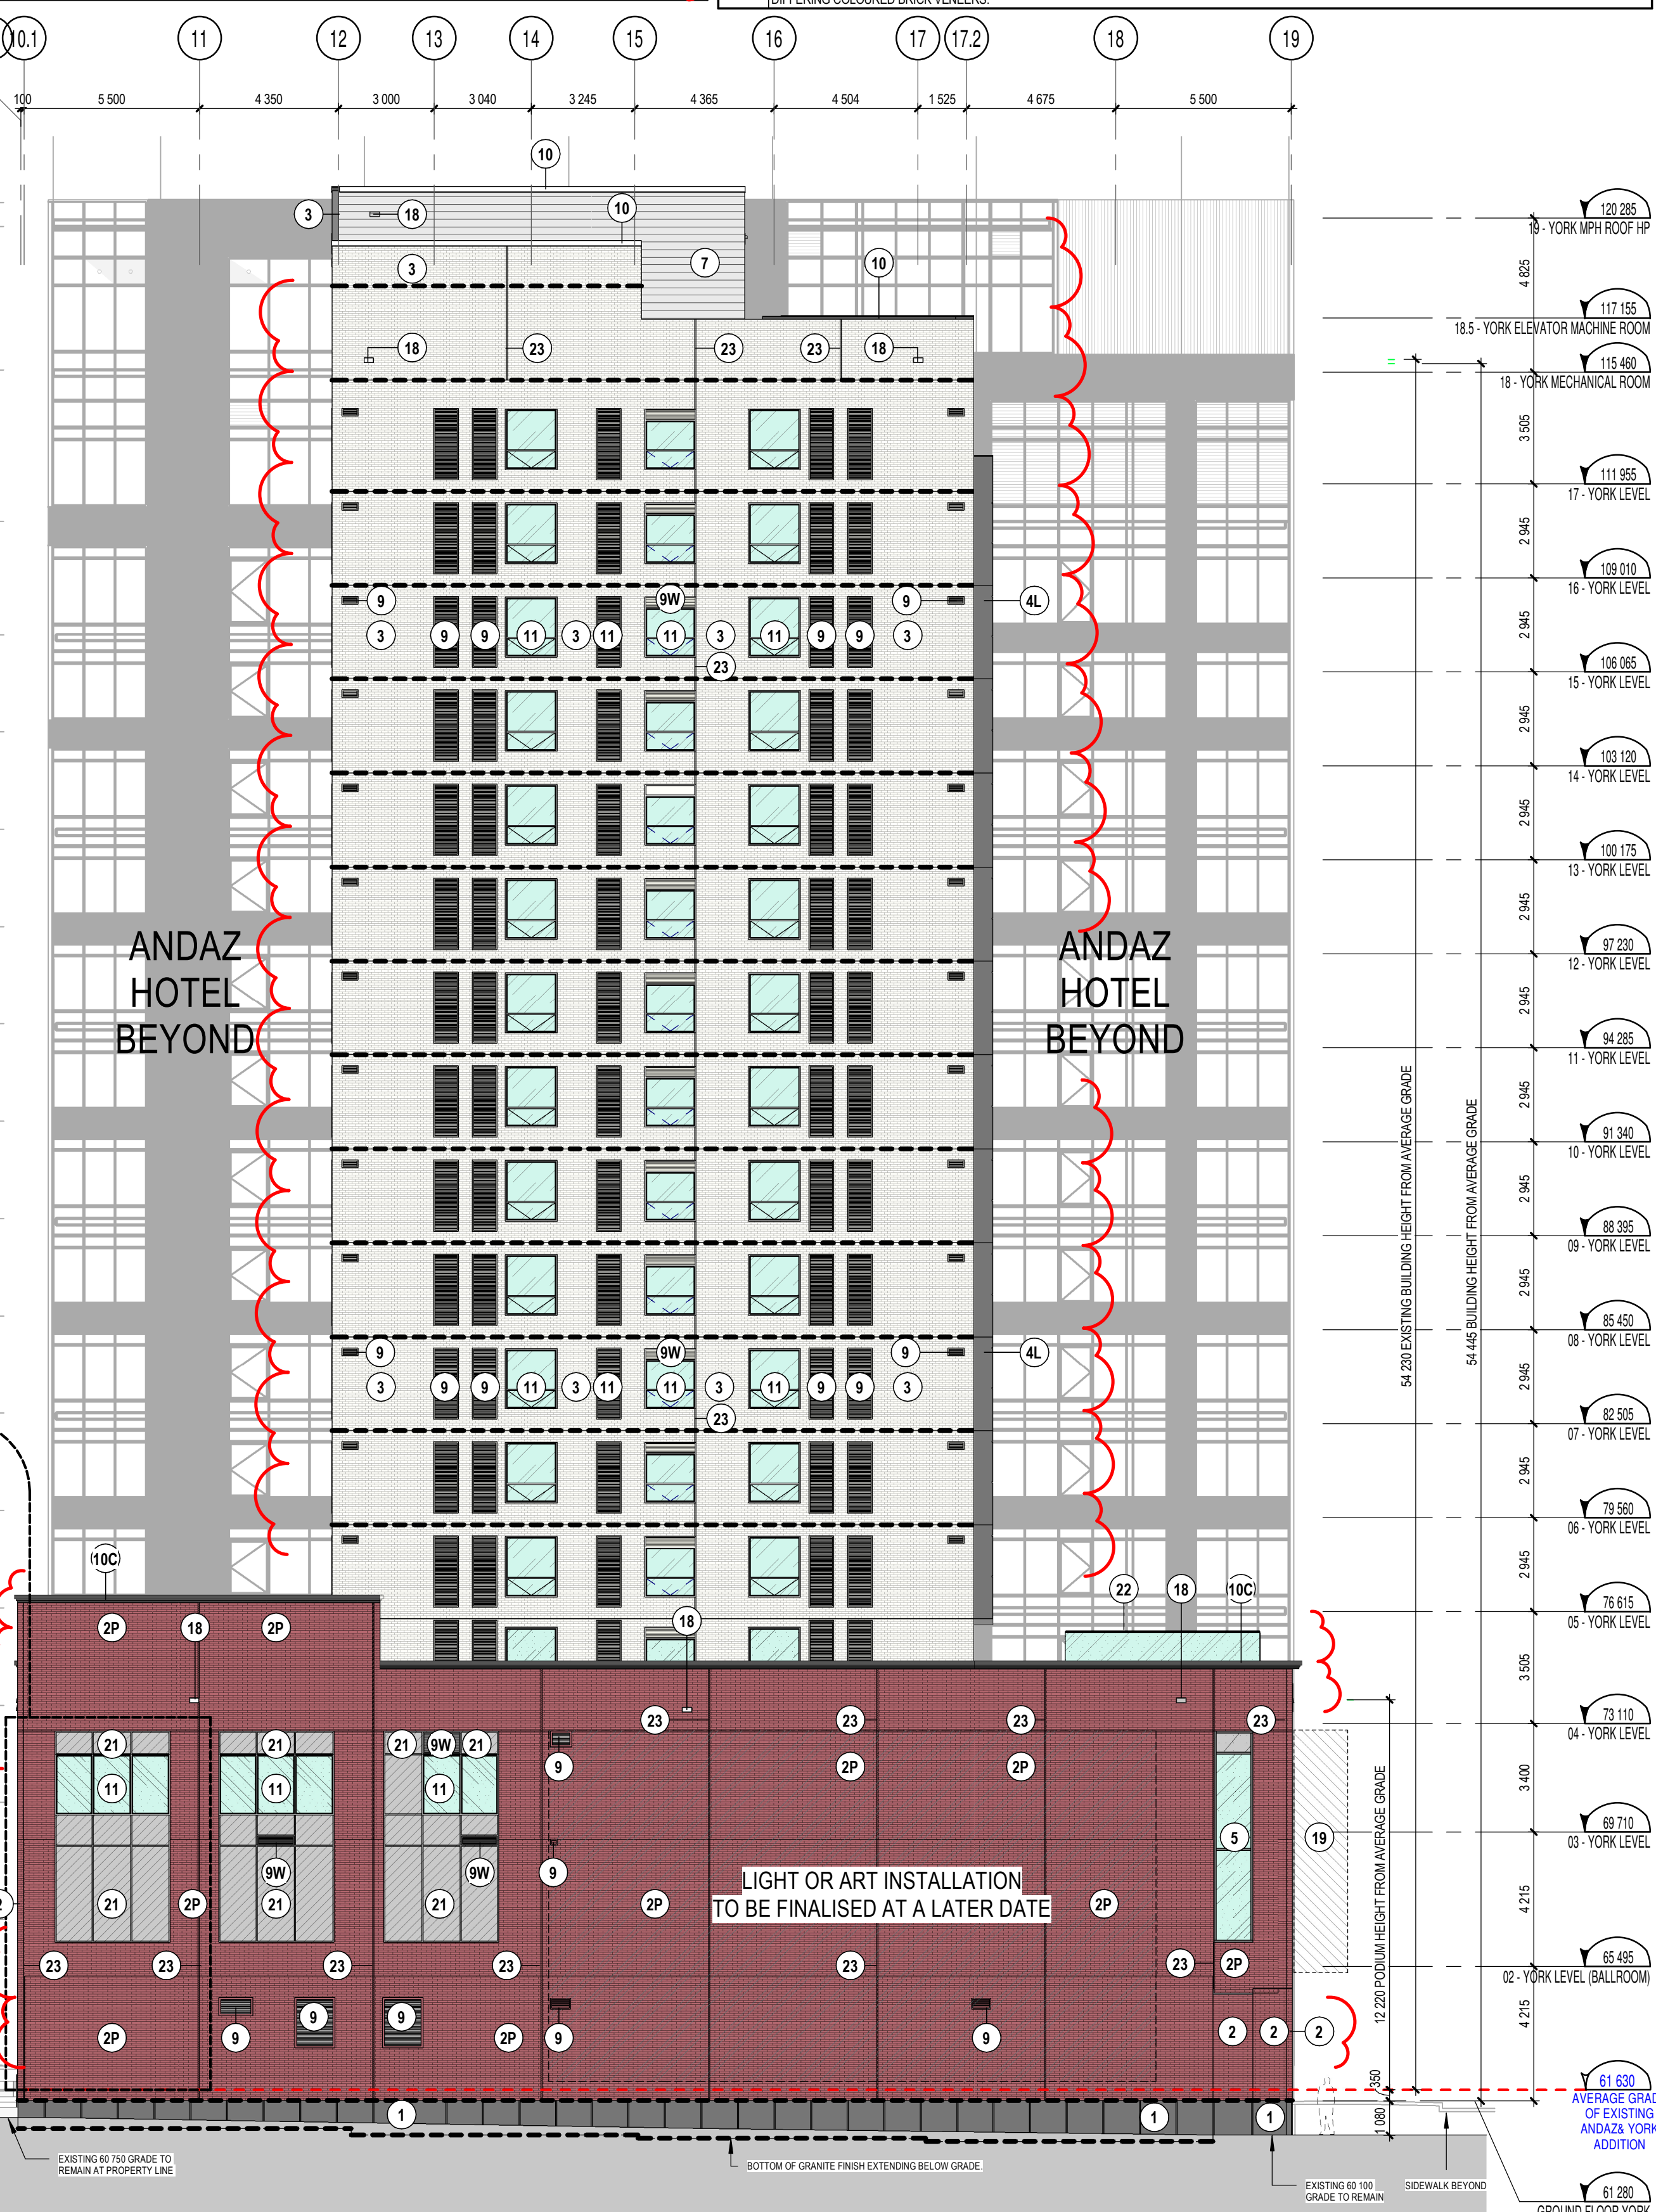 DIFFERING COLOURED BRICK VENEERS.
10.1 11 12 13 14 15 16 17 17.2 18 19
100 5 500 4 350 3 000 3 040 3 245 4 365 4 504 1 525 4 675 5 500
10
3 18 10
3 7 10
18 23 23 23 18
120 285
19 - YORK MPH ROOF HP
4 825
117 155
18.5 - YORK ELEVATOR MACHINE ROOM
115 460
18 - YORK MECHANICAL ROOM
3 505
111 955
17 - YORK LEVEL
2 945
109 010
16 - YORK LEVEL
2 945
9 9W 9 4L
3 9 9 11 3 11 11 3 11 9 9 3
23
106 065
15 - YORK LEVEL
2 945
103 120
14 - YORK LEVEL
2 945
100 175
13 - YORK LEVEL
2 945
97 230
12 - YORK LEVEL
2 945
ANDAZ
HOTEL
BEYOND
ANDAZ
HOTEL
BEYOND
94 285
11 - YORK LEVEL
2 945
91 340
10 - YORK LEVEL
2 945
88 395
09 - YORK LEVEL
2 945
85 450
08 - YORK LEVEL
2 945
54 230 EXISTING BUILDING HEIGHT FROM AVERAGE GRADE
54 445 BUILDING HEIGHT FROM AVERAGE GRADE
9 9W 9 4L
3 9 9 11 3 11 11 3 11 9 9 3
23
82 505
07 - YORK LEVEL
2 945
79 560
06 - YORK LEVEL
2 945
76 615
05 - YORK LEVEL
3 505
10C 22 18 10C
2P 18 2P 18
23 23 23 23
73 110
04 - YORK LEVEL
3 400
21 21 21 9W 21
11 11 11 9 2P 2P
69 710
03 - YORK LEVEL
4 215
5 19
9W 9W 9
LIGHT OR ART INSTALLATION
TO BE FINALISED AT A LATER DATE
21 2P 21 21 2P 2P
23 23 23 23 23 23 2P
65 495
02 - YORK LEVEL (BALLROOM)
4 215
12 220 PODIUM HEIGHT FROM AVERAGE GRADE
9 9
2P 9 2P 9 9 2 2 2
350
1 080
61 630
AVERAGE GRAD
OF EXISTING
ANDAZ& YORK
ADDITION
1 1 1
EXISTING 60 750 GRADE TO
REMAIN AT PROPERTY LINE
BOTTOM OF GRANITE FINISH EXTENDING BELOW GRADE.
EXISTING 60 100
GRADE TO REMAIN
SIDEWALK BEYOND
61 280
GROUND FLOOR YORK